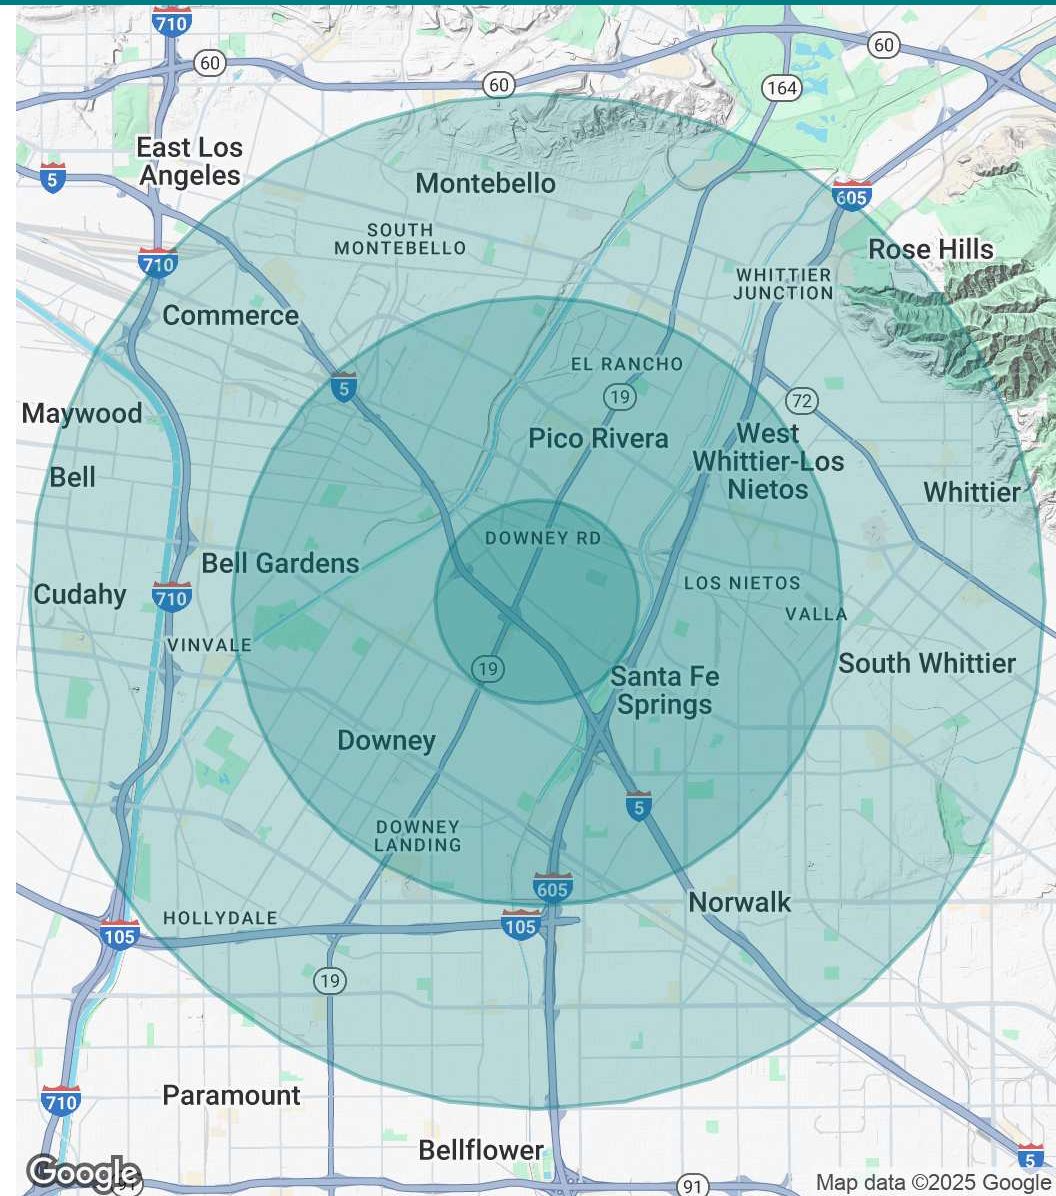 710
60
60
60
164
East Los
Angeles
5
Montebello
605
SOUTH
MONTEBELLO
Rose Hills
710
WHITTIER
JUNCTION
Commerce
EL RANCHO
5
19
72
Maywood
Pico Rivera
West
Whittier-Los
Nietos
Bell
Whittier
DOWNEY RD
Bell Gardens
LOS NIETOS
Cudahy
710
VALLA
VINVALE
19
South Whittier
Santa Fe
Springs
Downey
5
DOWNEY
LANDING
605
Norwalk
HOLLYDALE
105
105
19
Paramount
710
Bellflower
5
Google
91
91
Map data ©2025 Google